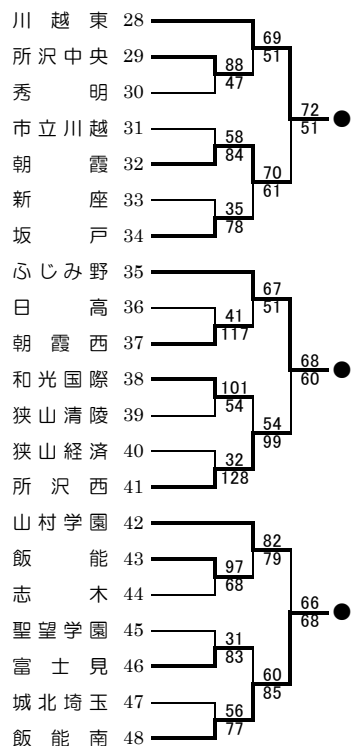 川越東 28
所沢中央 29
秀明 30
市立川越 31
朝霞 32
新座 33
坂戸 34
ふじみ野 35
日高 36
朝霞西 37
和光国際 38
狭山清陵 39
狭山経済 40
所沢西 41
山村学園 42
飯能 43
志木 44
聖望学園 45
富士見 46
城北埼玉 47
飯能南 48
88
47
58
84
35
78
69
51
70
61
72
51
41
117
101
54
32
128
67
51
54
99
68
60
97
68
31
83
56
77
82
79
60
85
66
68